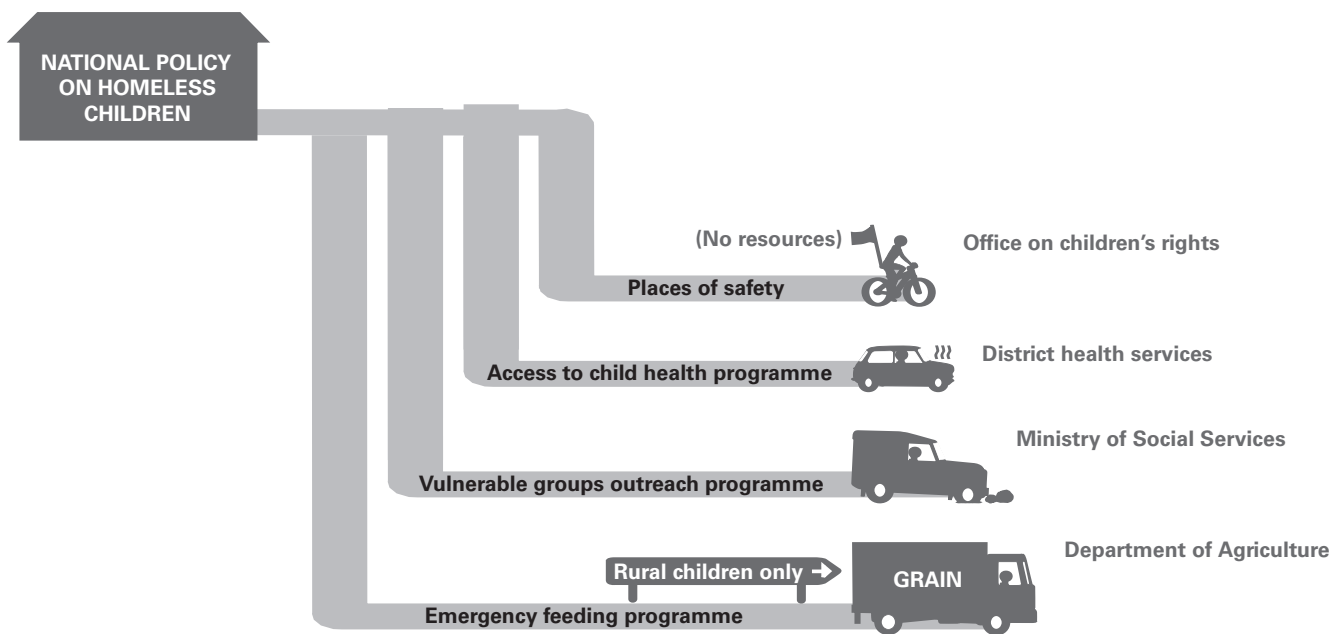 NATIONAL POLICY
ON HOMELESS
CHILDREN
(No resources)
Office on children's rights
Places of safety
District health services
Access to child health programme
Ministry of Social Services
Vulnerable groups outreach programme
Department of Agriculture
Rural children only
GRAIN
Emergency feeding programme